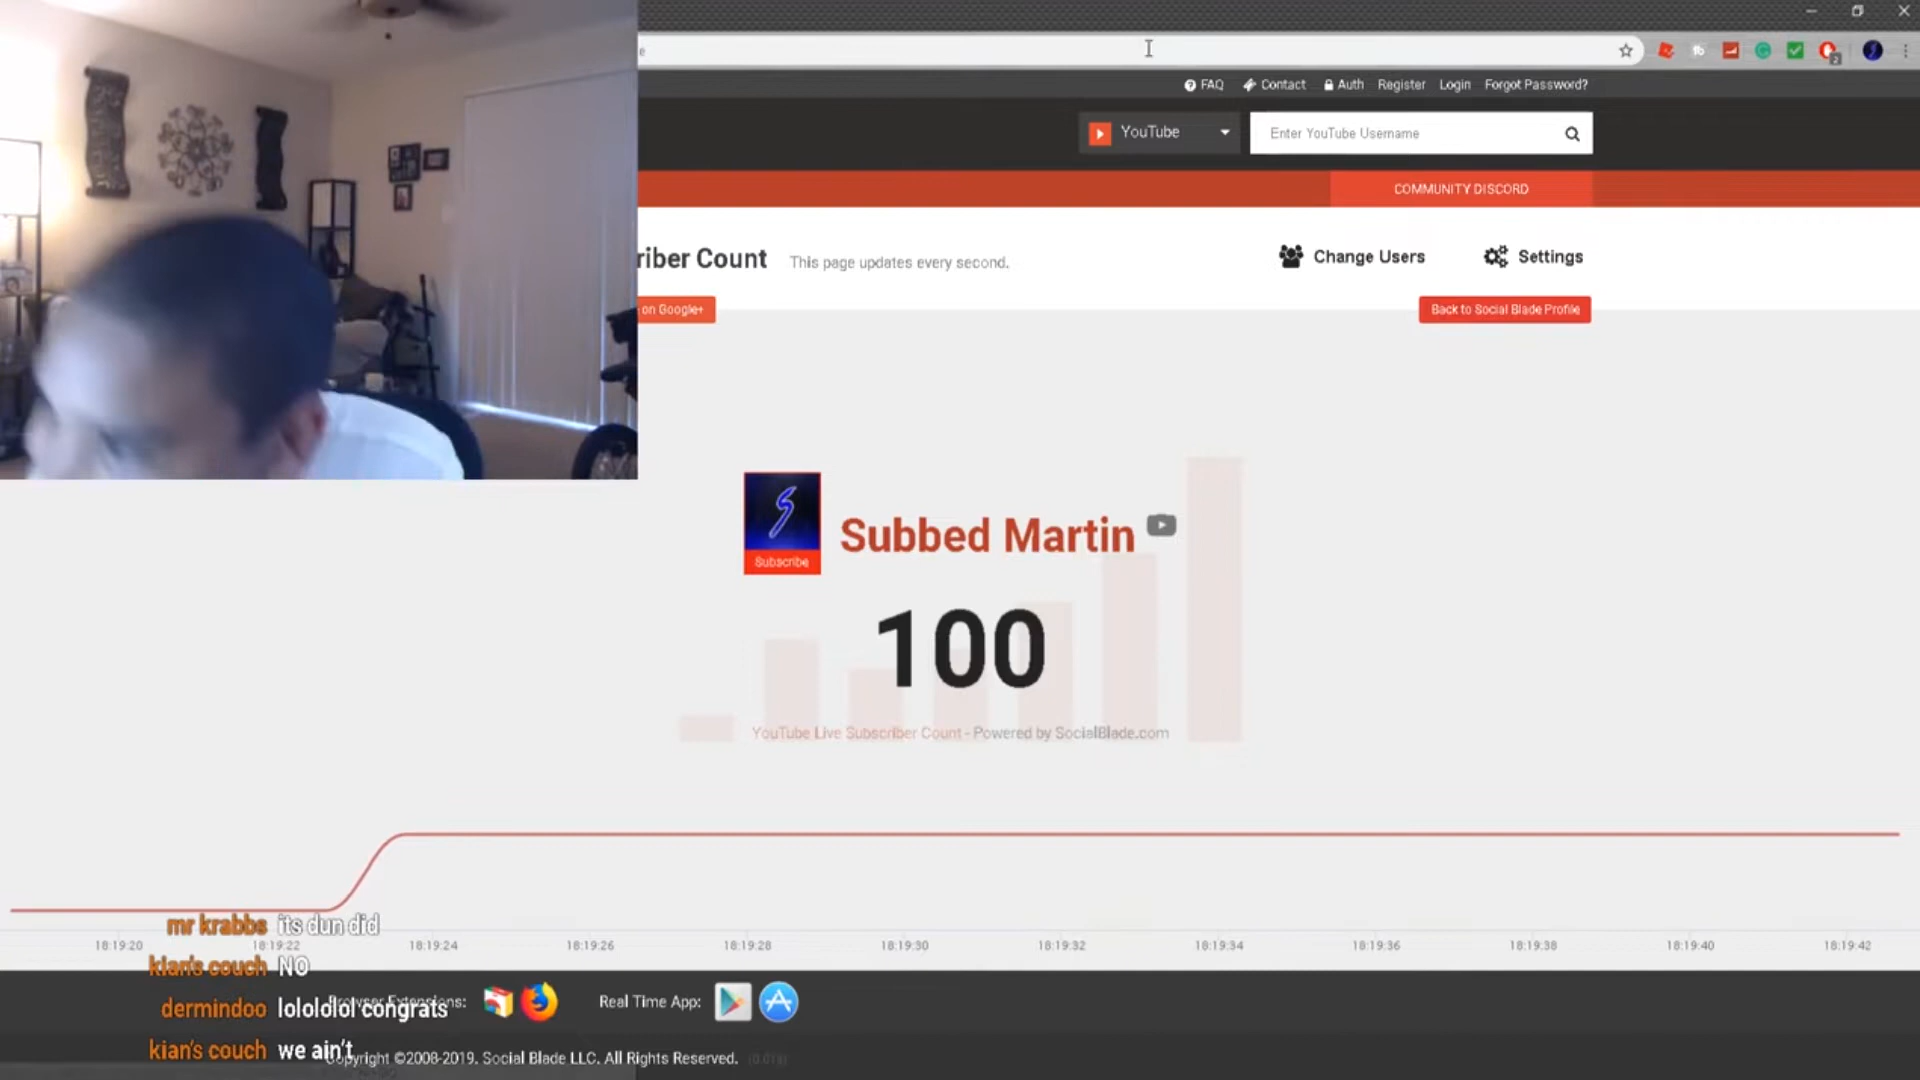 e
FAQ Contact Auth Register Login Forgot Password?
YouTube Enter YouTube Username
COMMUNITY DISCORD
riber Count This page updates every second. Change Users Settings
on Google+ Back to Social Blade Profile
Subbed Martin
Subscribe
100
YouTube Live Subscriber Count - Powered by SocialBlade.com
mr krabbs its dun did
18:19:20 18:19:22 18:19:24 18:19:26 18:19:28 18:19:30 18:19:32 18:19:34 18:19:36 18:19:38 18:19:40 18:19:42
kian's couch NO
Browser Extensions: Real Time App:
dermindoo lolololol congrats
kian's couch we ain't
Copyright ©2008-2019. Social Blade LLC. All Rights Reserved.